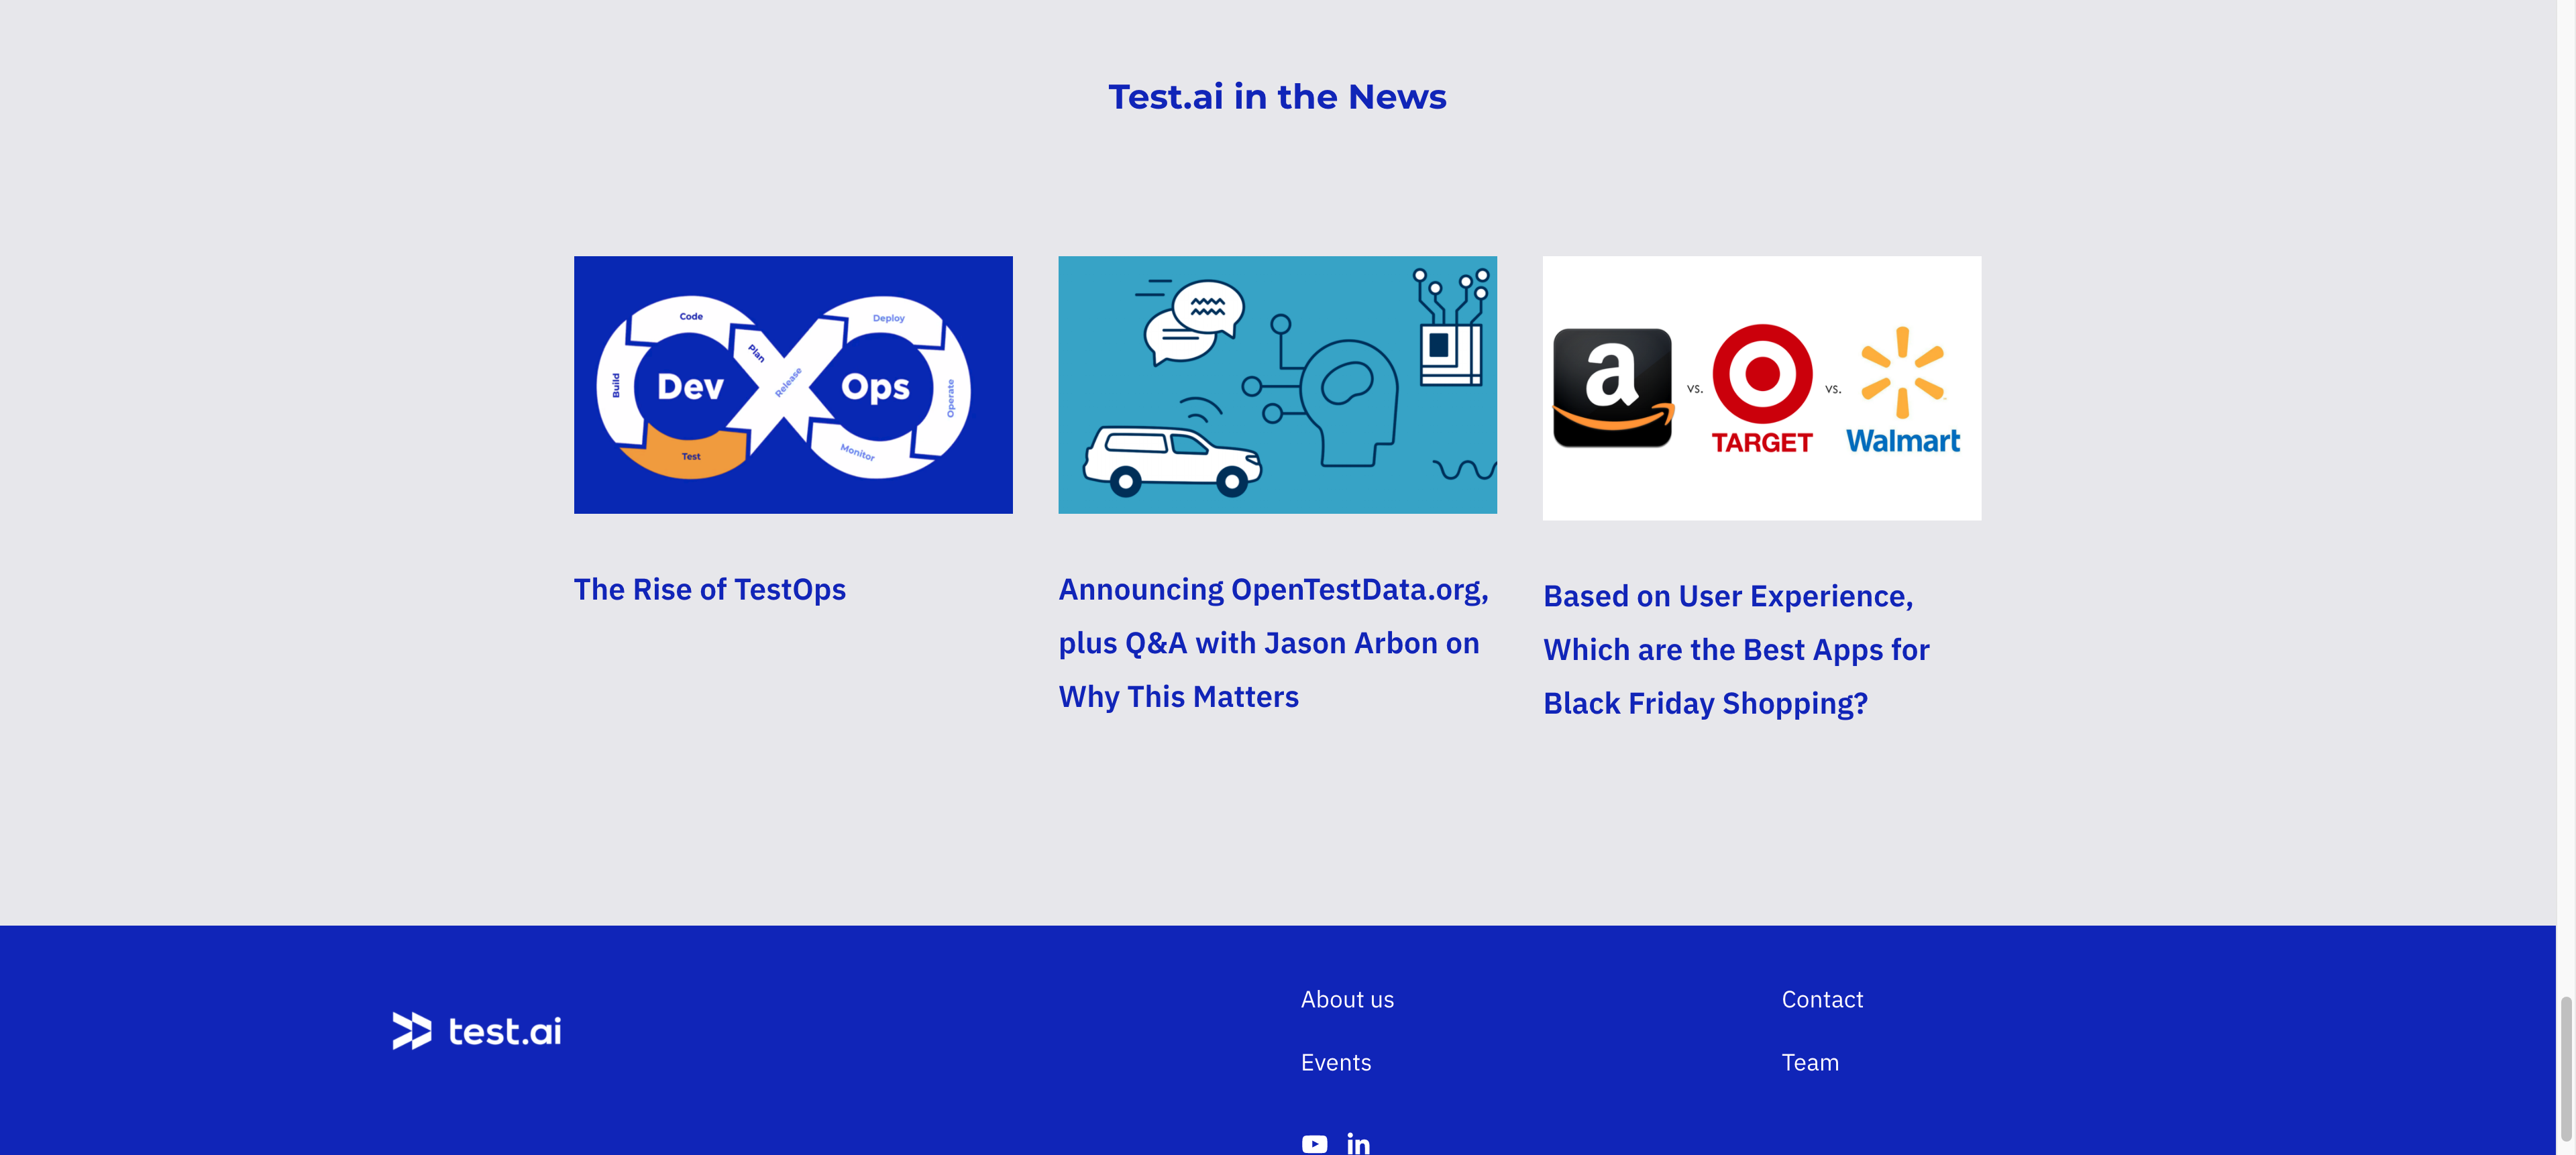 Test.ai in the News
Code
Plan
Build
Dev
Test
Release
Deploy
Ops
Operate
Monitor
a
vs.
TARGET
vs.
Walmart
The Rise of TestOps
Announcing OpenTestData.org,
plus Q&A with Jason Arbon on
Why This Matters
Based on User Experience,
Which are the Best Apps for
Black Friday Shopping?
test.ai
About us
Events
Contact
Team
in